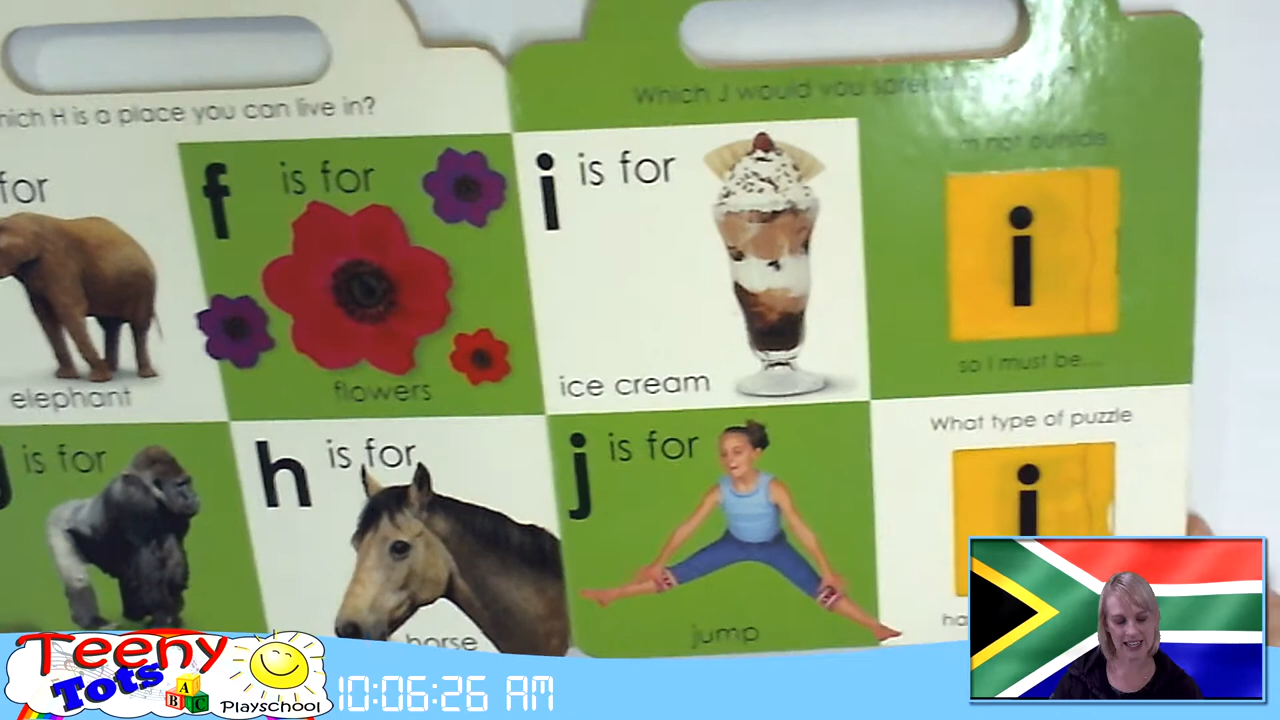 hich H is a place you can live in?
for
elephant
f is for
flowers
is for
h is for
horse
Which J would you
i is for
ice cream
j is for
jump
i
so I must be...
What type of puzzle
i
ha
Teeny
Tots
A
B C
Playschool
10:06:26 AM